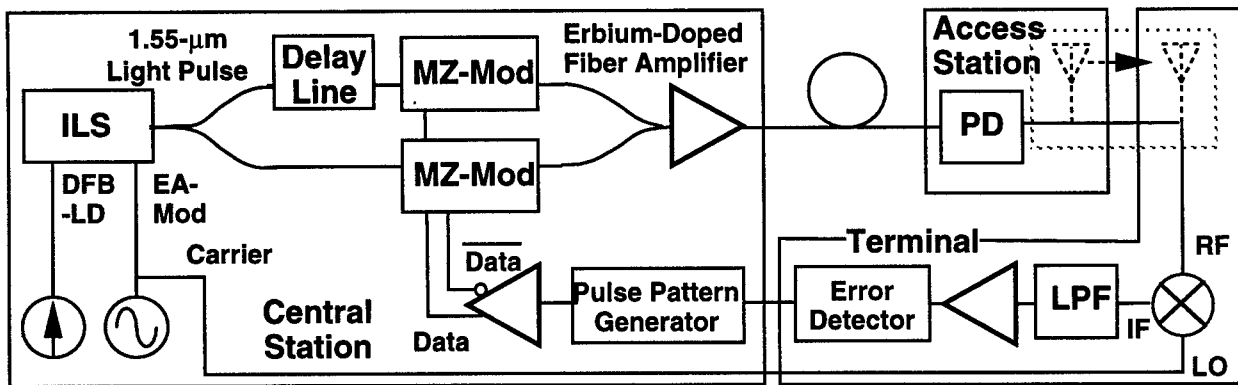 1.55-μm
Light Pulse
Delay
Line
MZ-Mod
Erbium-Doped
Fiber Amplifier
Access
Station
ILS
MZ-Mod
PD
DFB
-LD
EA-
Mod
Carrier
Data
Data
Central
Station
Pulse Pattern
Generator
Terminal
Error
Detector
LPF
RF
IF
LO